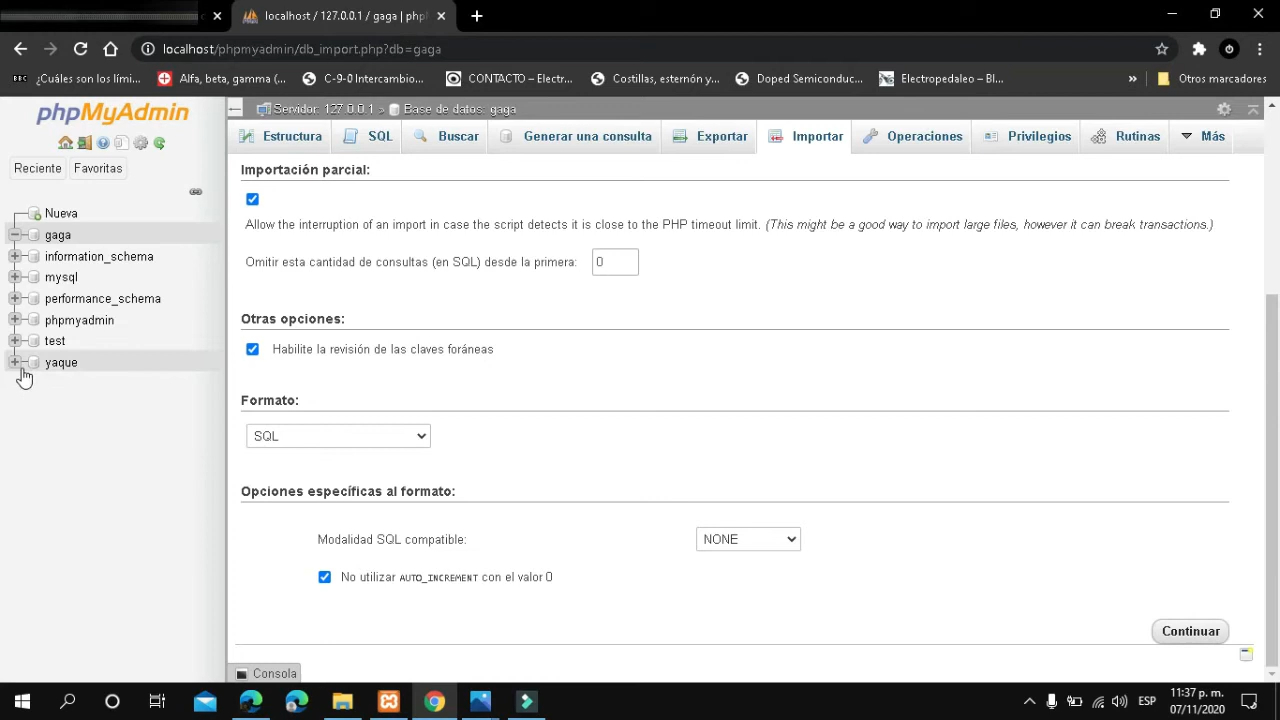 localhost / 127.0.0.1 / gaga | php
localhost/phpmyadmin/db_import.php?db=gaga
BBC ¿Cuáles son los lími... Alfa, beta, gamma (... C-9-0 Intercambio... CONTACTO – Electr... Costillas, esternón y... Doped Semiconduc... Electropedaleo – Bl... » Otros marcadores
phpMyAdmin
Servidor: 127.0.0.1 » Base de datos: gaga
Estructura SQL Buscar Generar una consulta Exportar Importar Operaciones Privilegios Rutinas Más
Reciente Favoritas
Nueva
gaga
information_schema
mysql
performance_schema
phpmyadmin
test
yaque
Importación parcial:
Allow the interruption of an import in case the script detects it is close to the PHP timeout limit. (This might be a good way to import large files, however it can break transactions.)
Omitir esta cantidad de consultas (en SQL) desde la primera: 0
Otras opciones:
Habilite la revisión de las claves foráneas
Formato:
SQL
Opciones específicas al formato:
Modalidad SQL compatible: NONE
No utilizar AUTO_INCREMENT con el valor 0
Continuar
Consola
ESP
11:37 p. m.
07/11/2020